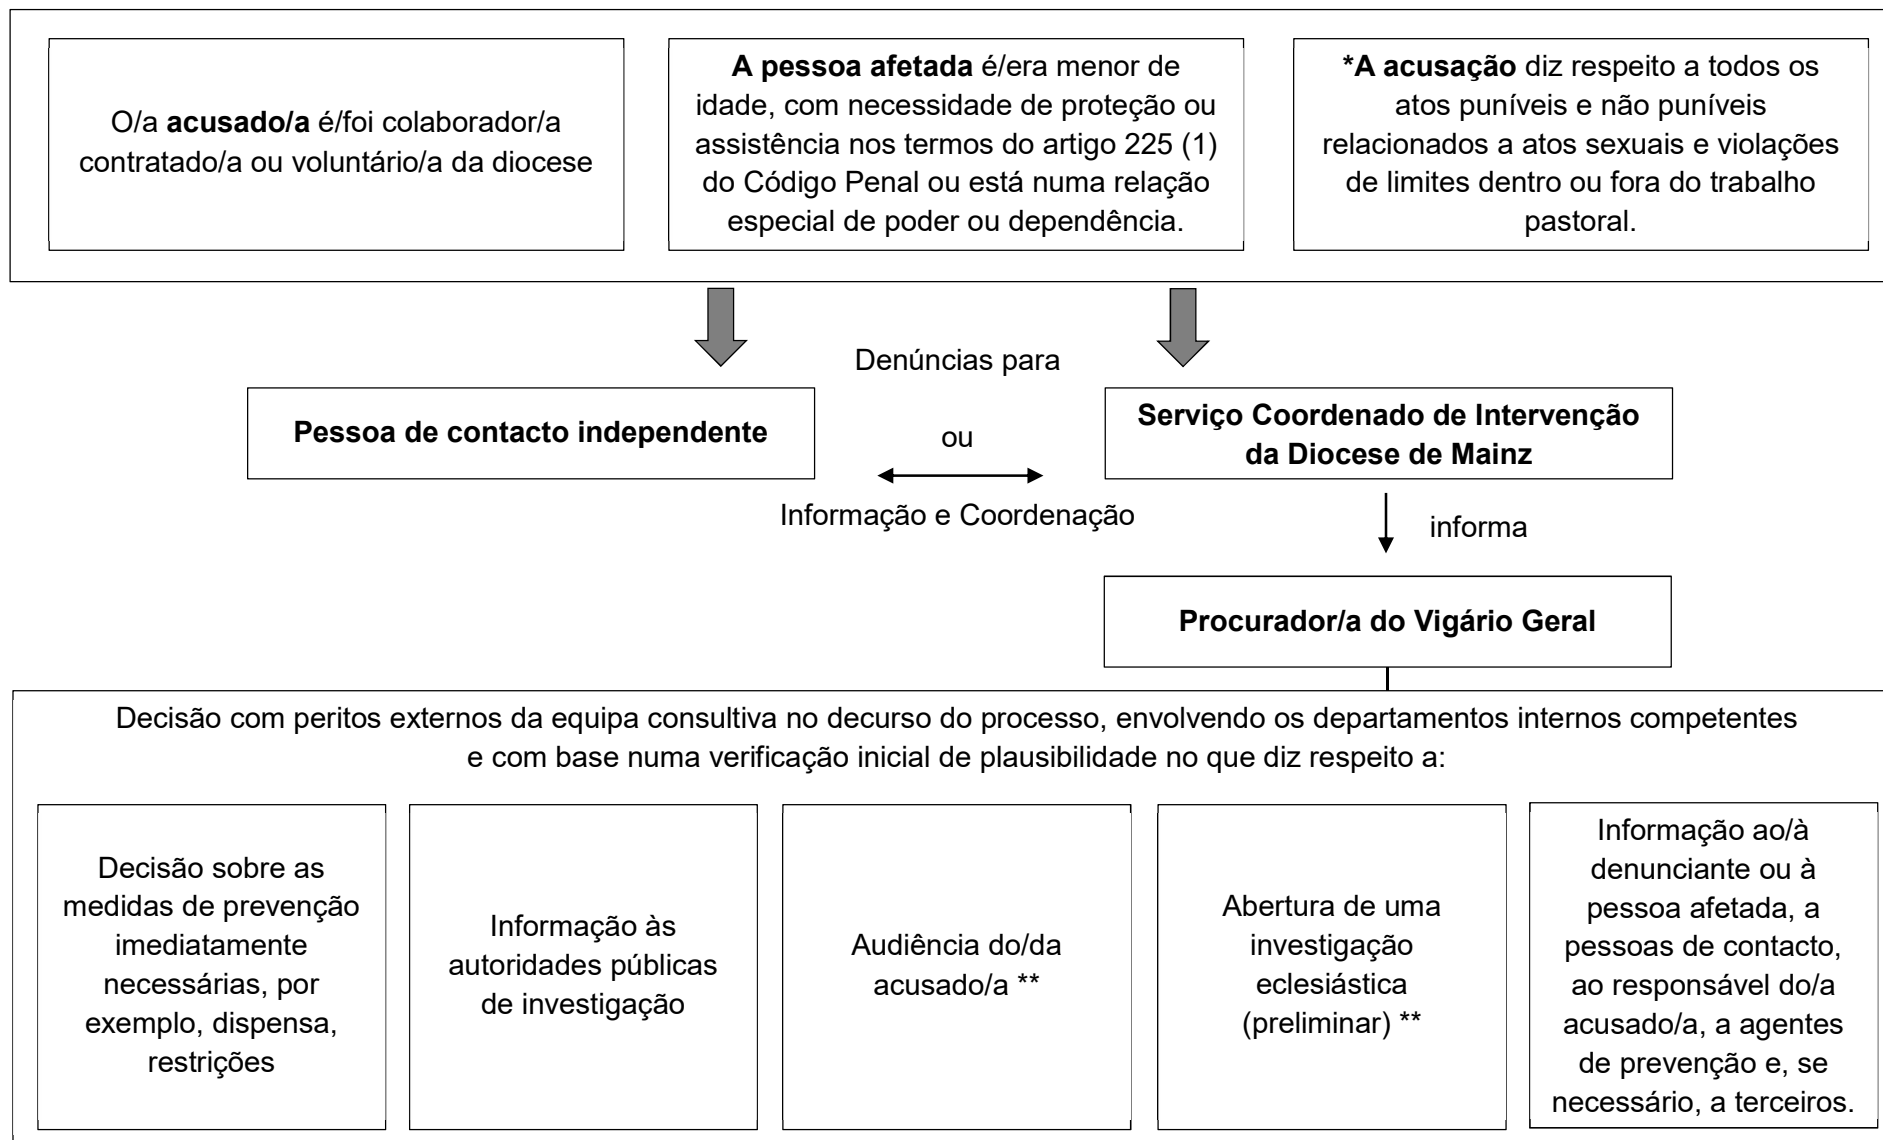 O/a acusado/a é/foi colaborador/a
contratado/a ou voluntário/a da diocese
A pessoa afetada é/era menor de
idade, com necessidade de proteção ou
assistência nos termos do artigo 225 (1)
do Código Penal ou está numa relação
especial de poder ou dependência.
*A acusação diz respeito a todos os
atos puníveis e não puníveis
relacionados a atos sexuais e violações
de limites dentro ou fora do trabalho
pastoral.
Denúncias para
Pessoa de contacto independente
ou
Serviço Coordenado de Intervenção
da Diocese de Mainz
Informação e Coordenação
informa
Procurador/a do Vigário Geral
Decisão com peritos externos da equipa consultiva no decurso do processo, envolvendo os departamentos internos competentes
e com base numa verificação inicial de plausibilidade no que diz respeito a:
Decisão sobre as
medidas de prevenção
imediatamente
necessárias, por
exemplo, dispensa,
restrições
Informação às
autoridades públicas
de investigação
Audiência do/da
acusado/a **
Abertura de uma
investigação
eclesiástica
(preliminar) **
Informação ao/à
denunciante ou à
pessoa afetada, a
pessoas de contacto,
ao responsável do/a
acusado/a, a agentes
de prevenção e, se
necessário, a terceiros.